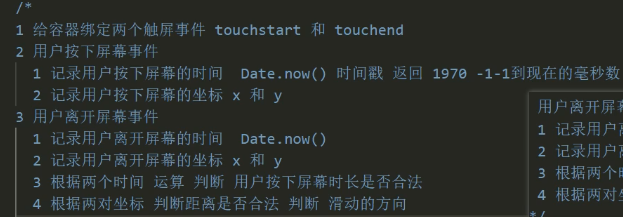 /*
1 给容器绑定两个触屏事件 touchstart 和 touchend
2 用户按下屏幕事件
1 记录用户按下屏幕的时间 Date.now() 时间戳 返回 1970 -1-1到现在的毫秒数
2 记录用户按下屏幕的坐标 x 和 y
3 用户离开屏幕事件
1 记录用户离开屏幕的时间 Date.now()
2 记录用户离开屏幕的坐标 x 和 y
3 根据两个时间 运算 判断 用户按下屏幕时长是否合法
4 根据两对坐标 判断距离是否合法 判断 滑动的方向
用户离开屏
1 记录用户
2 记录用户离
3 根据两个时
4 根据两对坐
*/